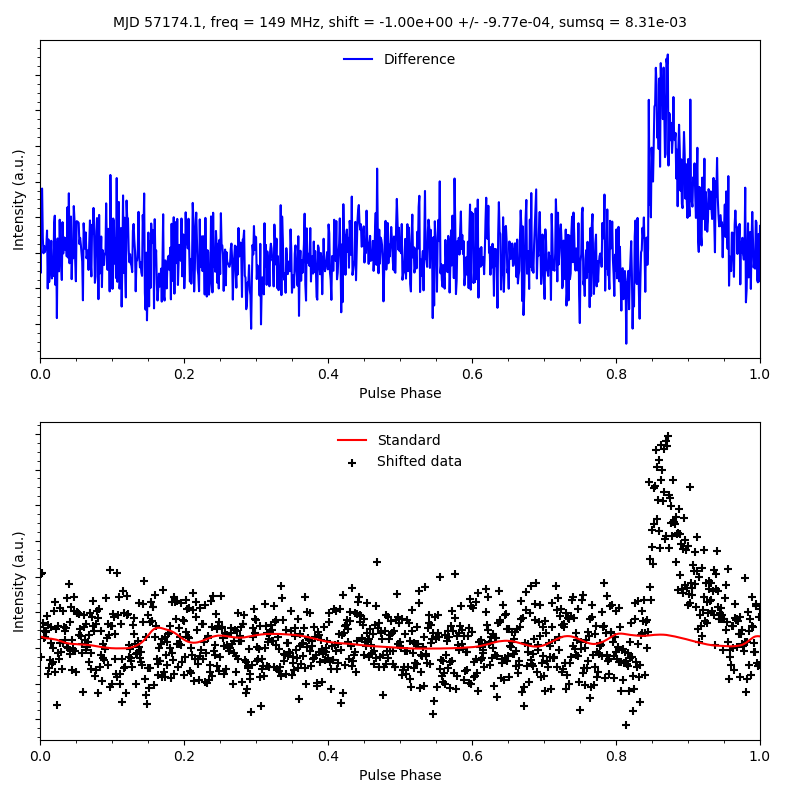 MJD 57174.1, freq = 149 MHz, shift = -1.00e+00 +/- -9.77e-04, sumsq = 8.31e-03
Difference
Intensity (a.u.)
0.0 0.2 0.4 0.6 0.8 1.0
Pulse Phase
Standard
Shifted data
Intensity (a.u.)
0.0 0.2 0.4 0.6 0.8 1.0
Pulse Phase